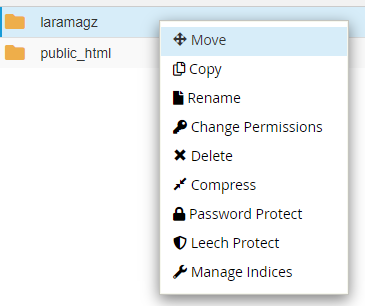 laramagz
public_html
Move
Copy
Rename
Change Permissions
Delete
Compress
Password Protect
Leech Protect
Manage Indices